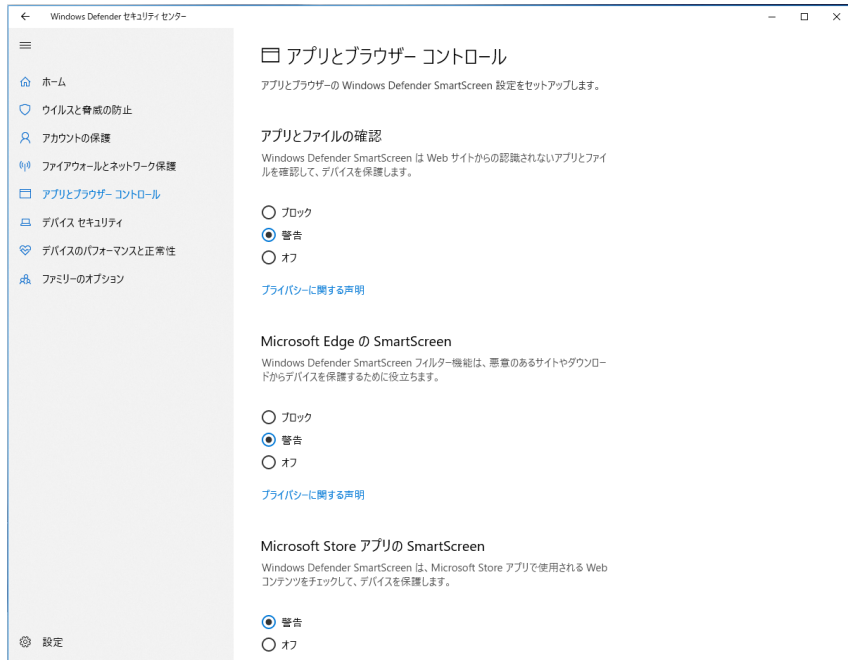 Windows Defender セキュリティ センター
アプリとブラウザー コントロール
アプリとブラウザーの Windows Defender SmartScreen 設定をセットアップします。
ホーム
ウイルスと脅威の防止
アカウントの保護
ファイアウォールとネットワーク保護
アプリとブラウザー コントロール
デバイス セキュリティ
デバイスのパフォーマンスと正常性
ファミリーのオプション
設定
アプリとファイルの確認
Windows Defender SmartScreen は Web サイトからの認識されないアプリとファイ
ルを確認して、デバイスを保護します。
ブロック
警告
オフ
プライバシーに関する声明
Microsoft Edge の SmartScreen
Windows Defender SmartScreen フィルター機能は、悪意のあるサイトやダウンロー
ドからデバイスを保護するために役立ちます。
ブロック
警告
オフ
プライバシーに関する声明
Microsoft Store アプリの SmartScreen
Windows Defender SmartScreen は、Microsoft Store アプリで使用される Web
コンテンツをチェックして、デバイスを保護します。
警告
オフ